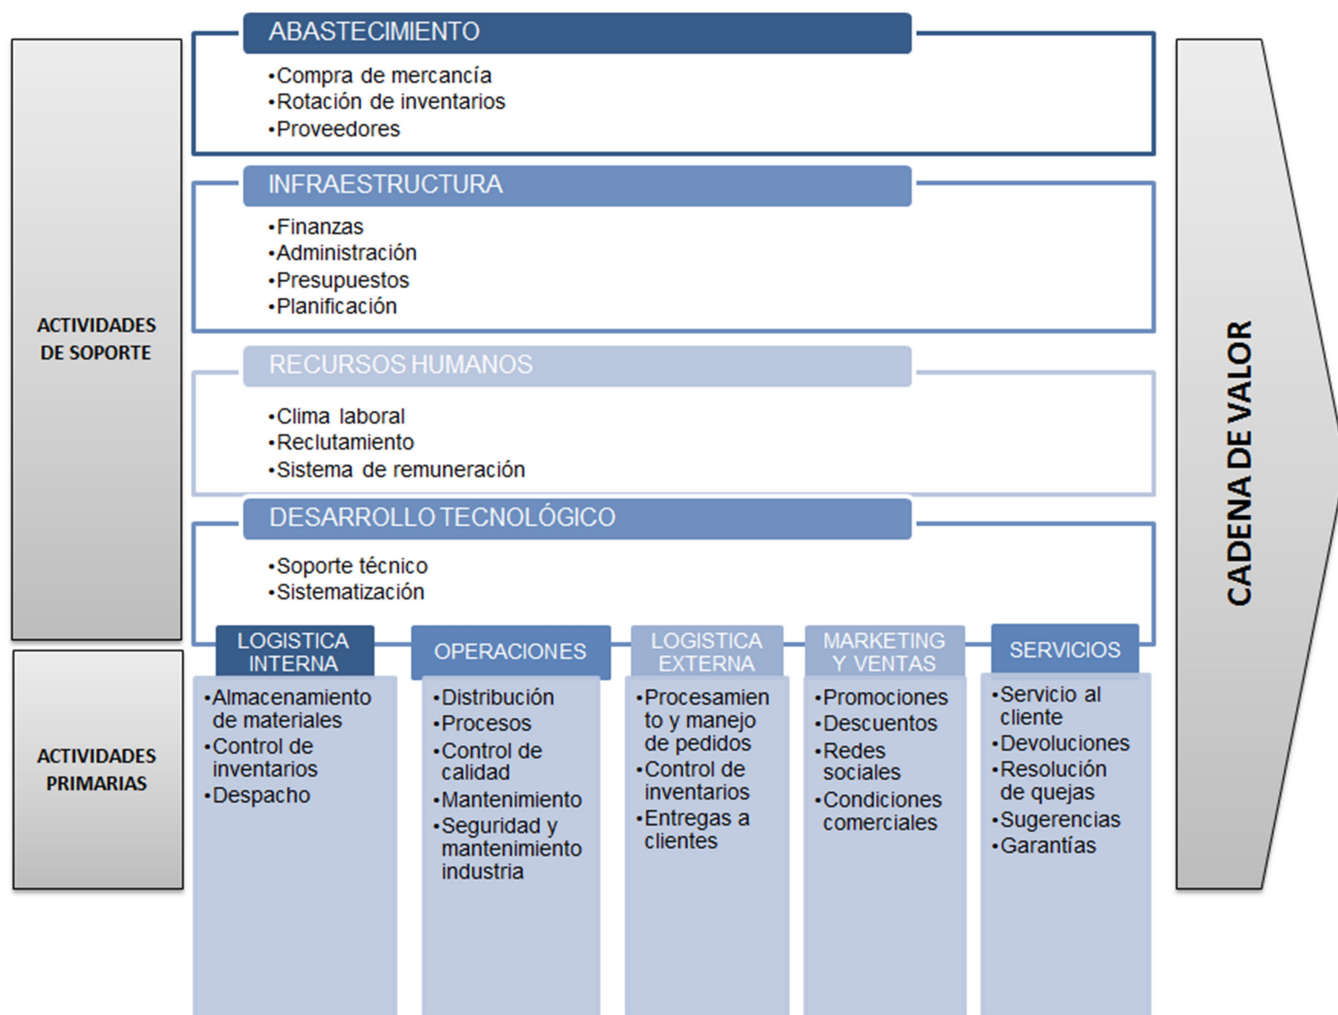 ABASTECIMIENTO
•Compra de mercancía
•Rotación de inventarios
•Proveedores
INFRAESTRUCTURA
•Finanzas
•Administración
•Presupuestos
•Planificación
ACTIVIDADES
DE SOPORTE
RECURSOS HUMANOS
•Clima laboral
•Reclutamiento
•Sistema de remuneración
DESARROLLO TECNOLÓGICO
•Soporte técnico
•Sistematización
CADENA DE VALOR
ACTIVIDADES
PRIMARIAS
LOGISTICA
INTERNA
•Almacenamiento
de materiales
•Control de
inventarios
•Despacho
OPERACIONES
•Distribución
•Procesos
•Control de
calidad
•Mantenimiento
•Seguridad y
mantenimiento
industria
LOGISTICA
EXTERNA
•Procesamien
to y manejo
de pedidos
•Control de
inventarios
•Entregas a
clientes
MARKETING
Y VENTAS
•Promociones
•Descuentos
•Redes
sociales
•Condiciones
comerciales
SERVICIOS
•Servicio al
cliente
•Devoluciones
•Resolución
de quejas
•Sugerencias
•Garantías